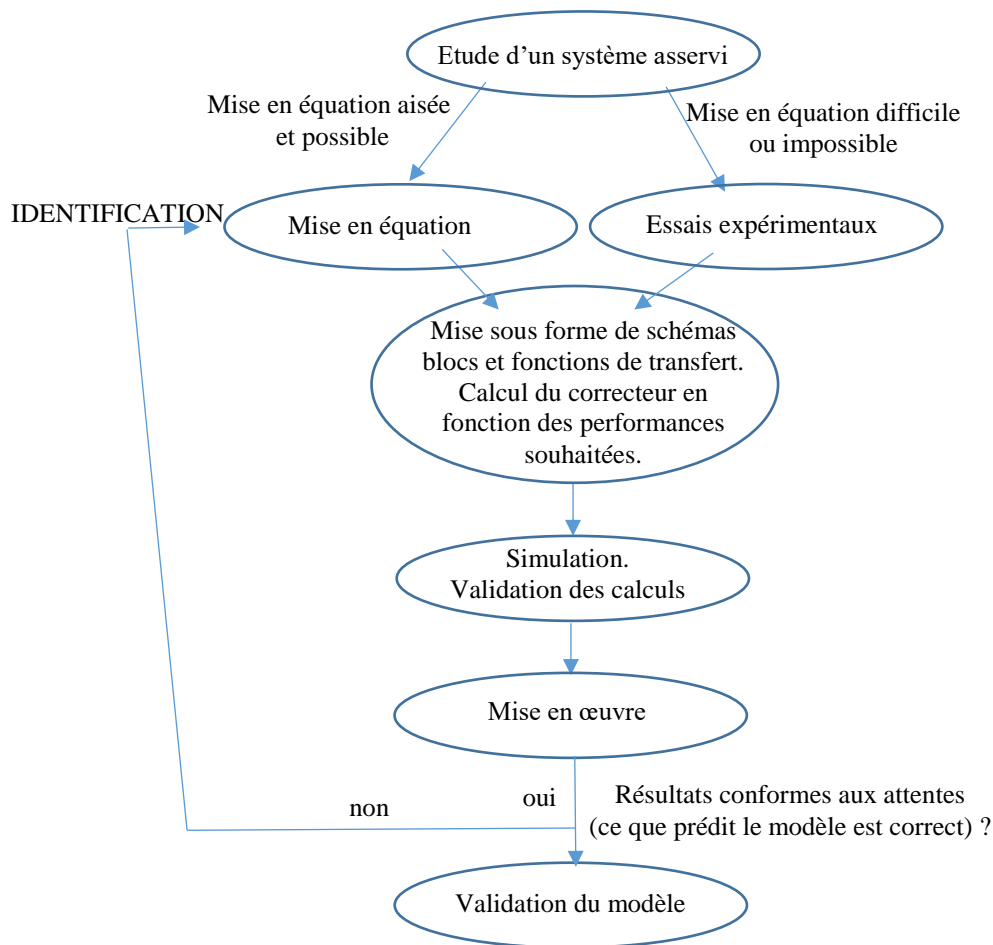 Etude d’un système asservi
Mise en équation aisée
et possible
Mise en équation difficile
ou impossible
IDENTIFICATION
Mise en équation
Essais expérimentaux
Mise sous forme de schémas
blocs et fonctions de transfert.
Calcul du correcteur en
fonction des performances
souhaitées.
Simulation.
Validation des calculs
Mise en œuvre
non
oui
Résultats conformes aux attentes
(ce que prédit le modèle est correct) ?
Validation du modèle